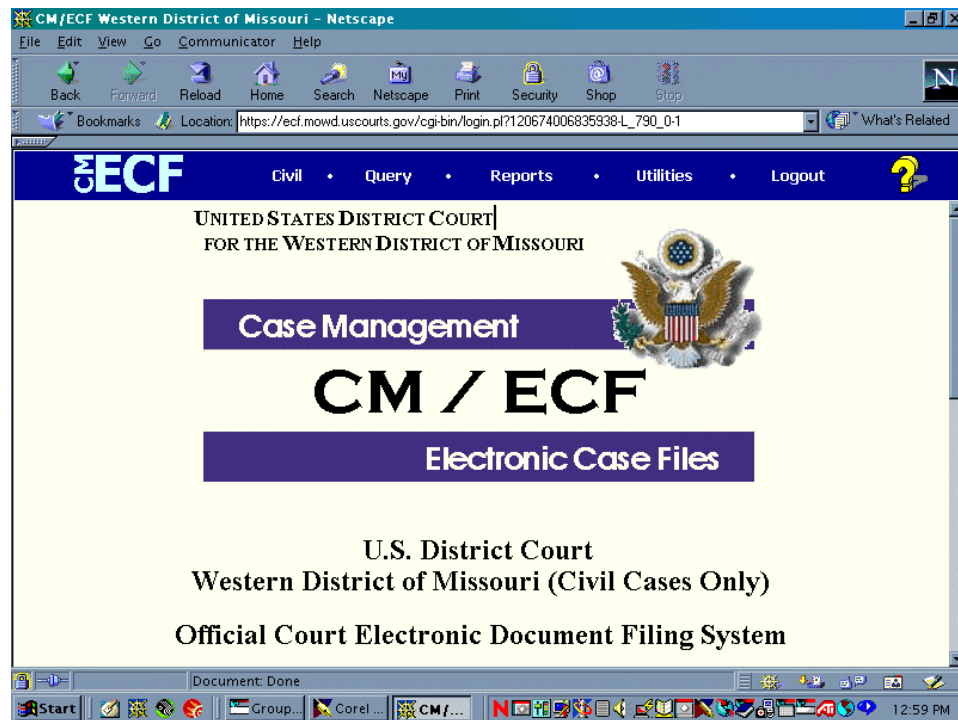 CM/ECF Western District of Missouri - Netscape
File Edit View Go Communicator Help
Back Forward Reload Home Search Netscape Print Security Shop Stop
My
N
Bookmarks Location: https://ecf.mowd.uscourts.gov/cgi-bin/login.pl?120674006835938-L_790_0-1 What's Related
CM ECF Civil • Query • Reports • Utilities • Logout ?
UNITED STATES DISTRICT COURT
FOR THE WESTERN DISTRICT OF MISSOURI
Case Management
CM / ECF
Electronic Case Files
U.S. District Court
Western District of Missouri (Civil Cases Only)
Official Court Electronic Document Filing System
Document: Done
Start Group... Corel ... CM/... 12:59 PM